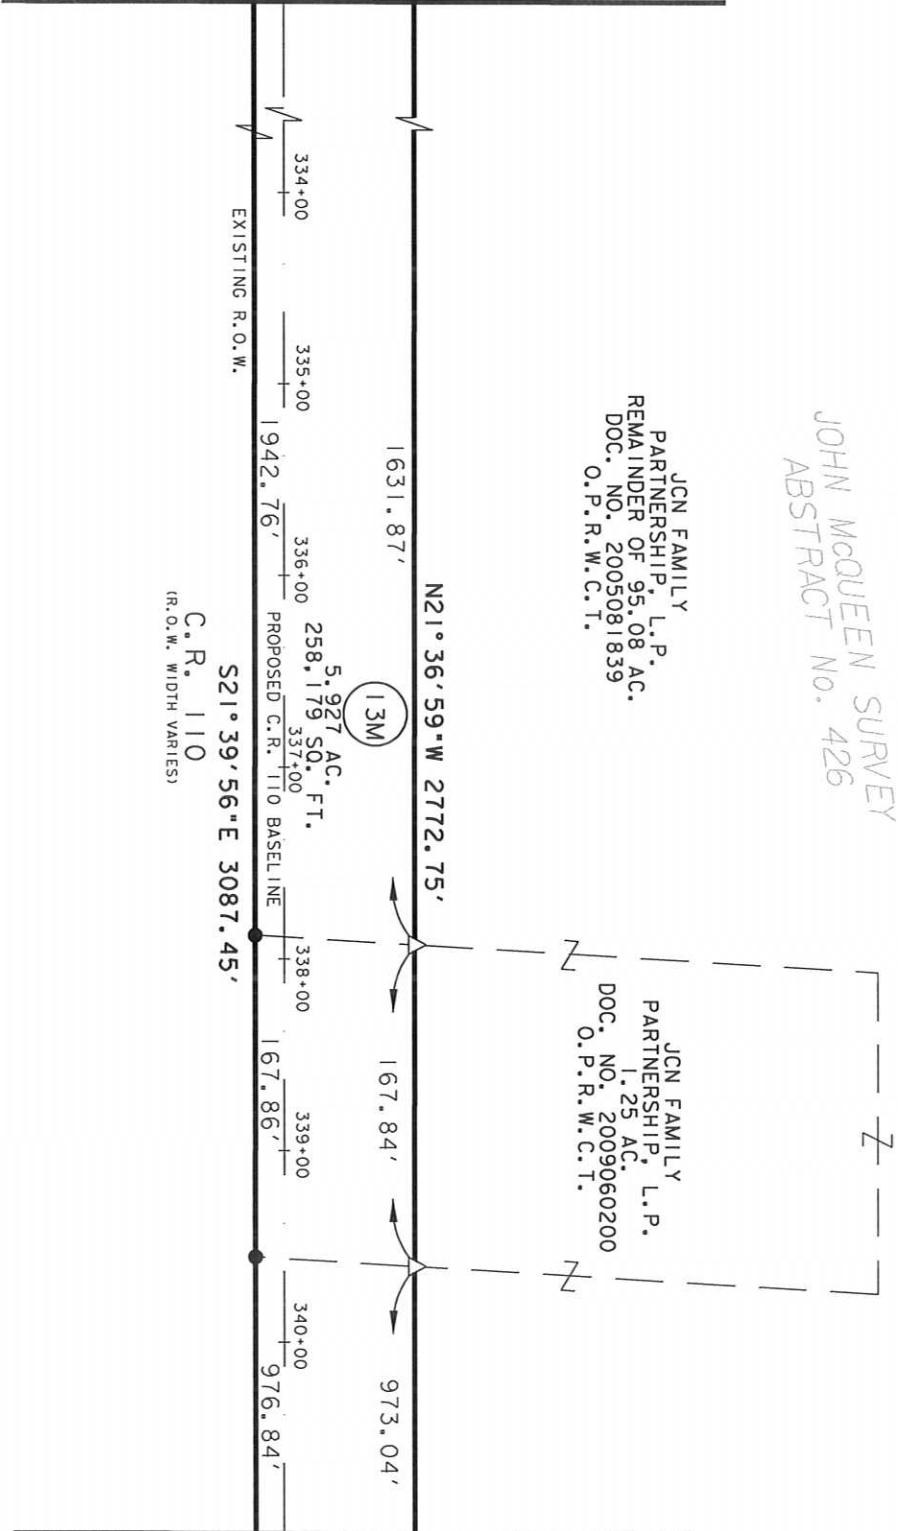 JOHN McQUEEN SURVEY
ABSTRACT No. 426
JCN FAMILY
PARTNERSHIP, L.P.
REMAINDER OF 95.08 AC.
DOC. NO. 2005081839
O.P.R.W.C.T.
JCN FAMILY
PARTNERSHIP, L.P.
1.25 AC.
DOC. NO. 2009060200
O.P.R.W.C.T.
N21°36'59"W 2772.75'
1631.87'
167.84'
973.04'
13M
5.927 AC.
258,179 SQ. FT.
334+00
335+00
336+00
337+00
338+00
339+00
340+00
PROPOSED C.R. 110 BASELINE
1942.76'
167.86'
976.84'
EXISTING R.O.W.
S21°39'56"E 3087.45'
C.R. 110
(R.O.W. WIDTH VARIES)